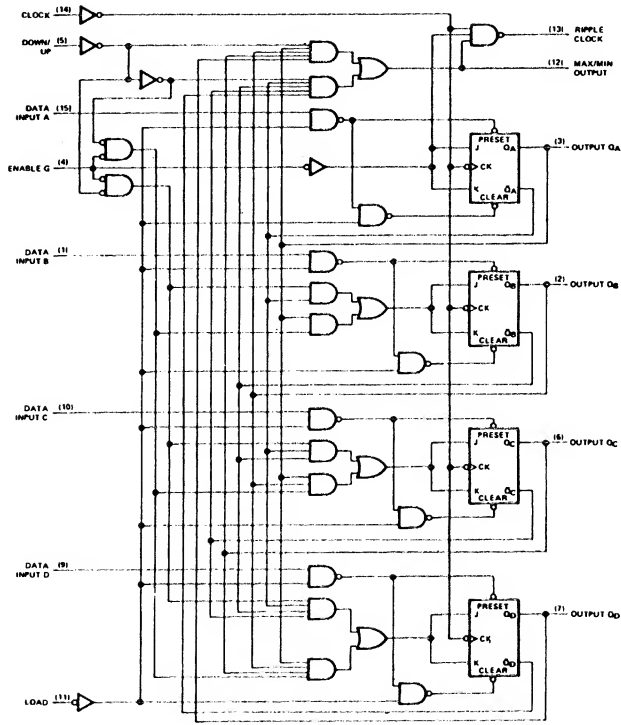 CLOCK (14)
DOWN/
UP (5)
(13) RIPPLE
CLOCK
(12) MAX/MIN
OUTPUT
DATA (15)
INPUT A
PRESET
J QA
CK
K Q̄A
CLEAR
(3) OUTPUT QA
ENABLE G (4)
DATA (1)
INPUT B
PRESET
J QB
CK
K Q̄B
CLEAR
(2) OUTPUT QB
DATA (10)
INPUT C
PRESET
J QC
CK
K Q̄C
CLEAR
(6) OUTPUT QC
DATA (9)
INPUT D
PRESET
J QD
CK
K Q̄D
CLEAR
(7) OUTPUT QD
LOAD (11)